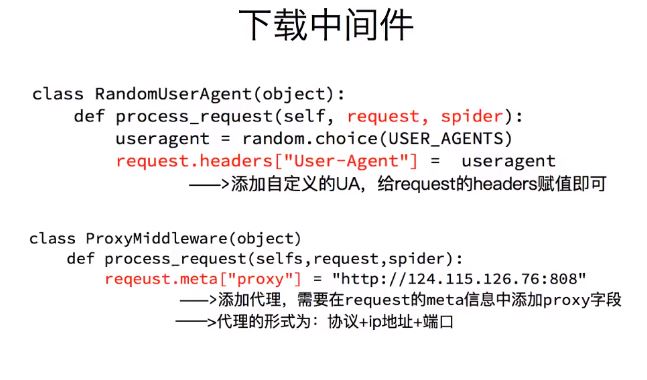 下载中间件
class RandomUserAgent(object):
def process_request(self, request, spider):
useragent = random.choice(USER_AGENTS)
request.headers["User-Agent"] = useragent
--->添加自定义的UA，给request的headers赋值即可
class ProxyMiddleware(object)
def process_request(selfs,request,spider):
reqeust.meta["proxy"] = "http://124.115.126.76:808"
--->添加代理，需要在request的meta信息中添加proxy字段
--->代理的形式为：协议+ip地址+端口